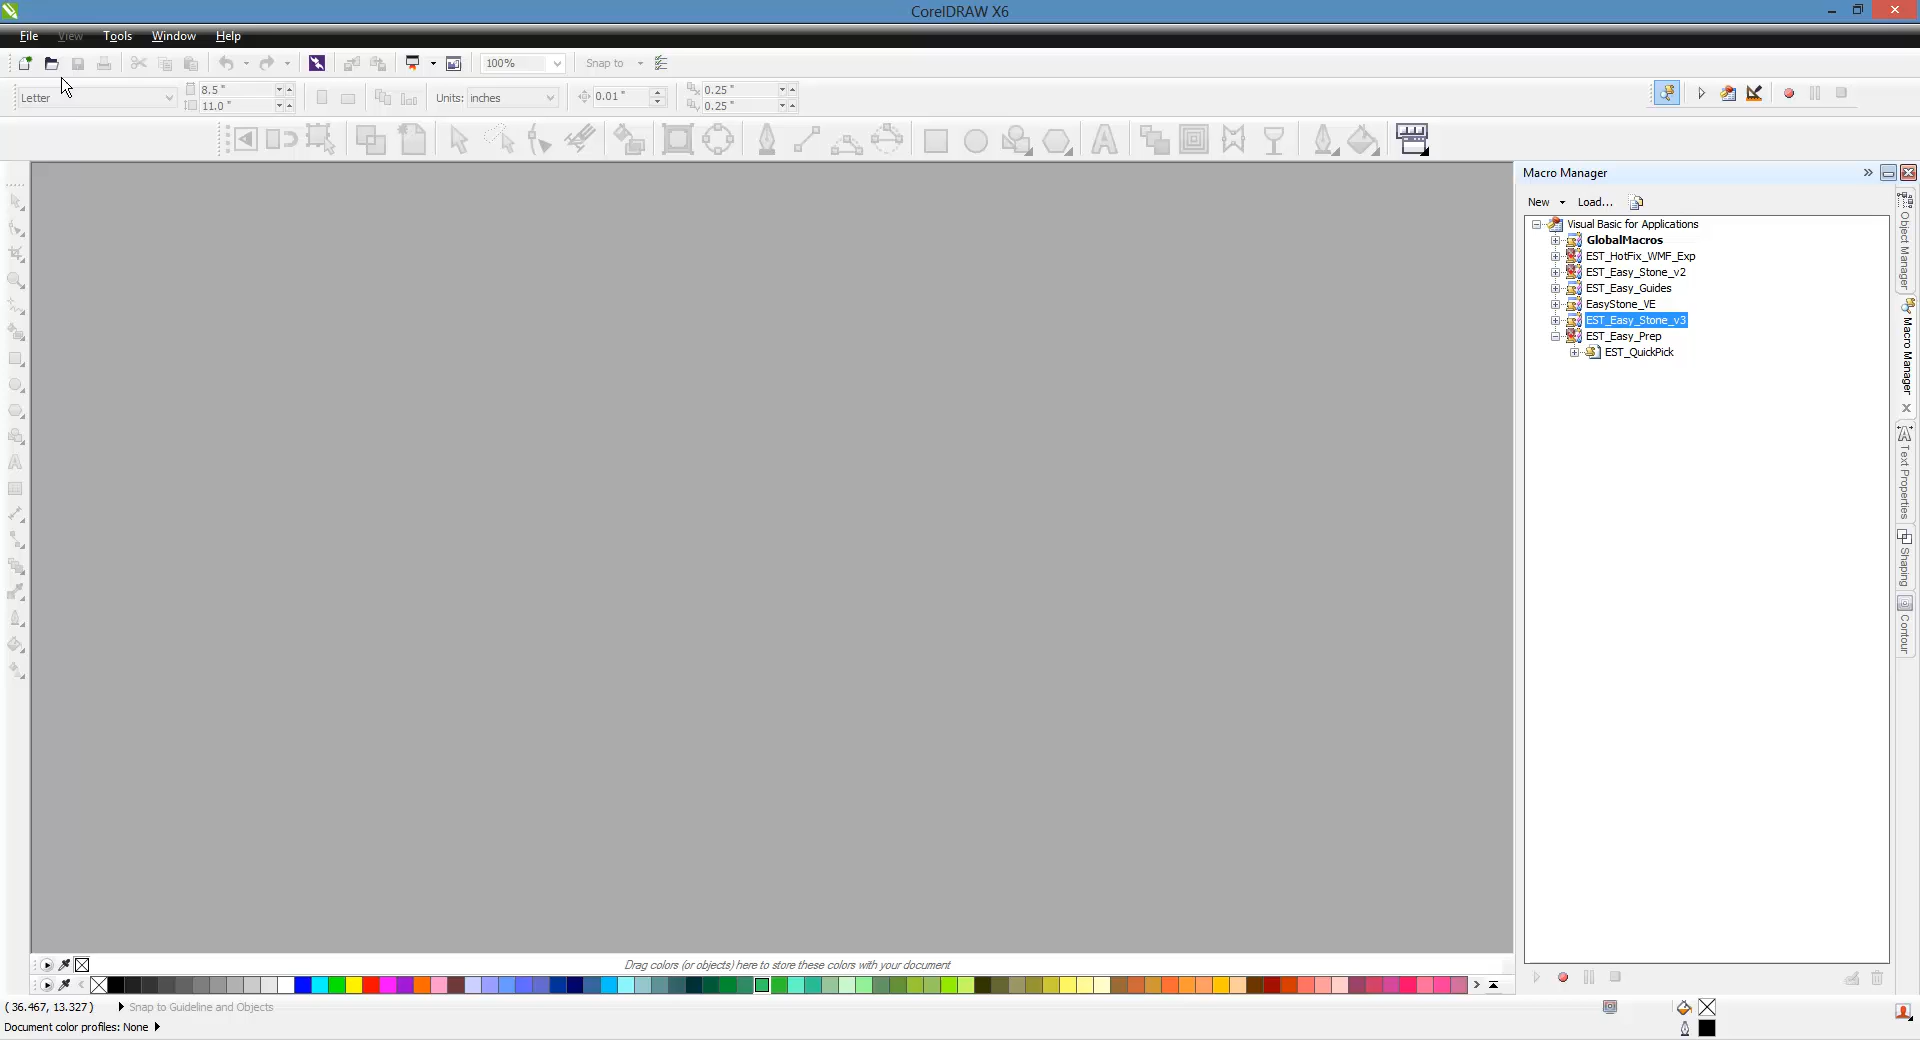 CorelDRAW X6
File View Tools Window Help
100% Snap to
Letter 8.5 " 11.0 " Units: inches 0.01 " 0.25 " 0.25 "
Macro Manager
New Load...
Visual Basic for Applications
GlobalMacros
EST_HotFix_WMF_Exp
EST_Easy_Stone_v2
EST_Easy_Guides
EasyStone_VE
EST_Easy_Stone_v3
EST_Easy_Prep
EST_QuickPick
Object Manager
Macro Manager
Text Properties
Shaping
Contour
Drag colors (or objects) here to store these colors with your document
( 36.467, 13.327 ) Snap to Guideline and Objects
Document color profiles: None